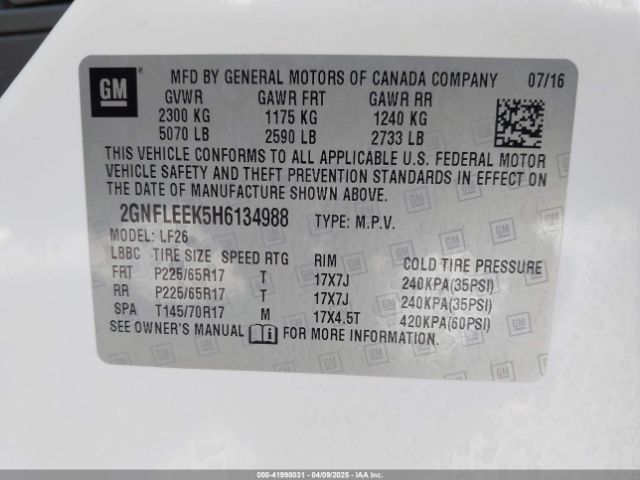 GM ®
MFD BY GENERAL MOTORS OF CANADA COMPANY 07/16
GVWR GAWR FRT GAWR RR
2300 KG 1175 KG 1240 KG
5070 LB 2590 LB 2733 LB
THIS VEHICLE CONFORMS TO ALL APPLICABLE U.S. FEDERAL MOTOR
VEHICLE SAFETY AND THEFT PREVENTION STANDARDS IN EFFECT ON
THE DATE OF MANUFACTURE SHOWN ABOVE.
2GNFLEEK5H6134988 TYPE: M.P.V.
MODEL: LF26
LBBC TIRE SIZE SPEED RTG RIM COLD TIRE PRESSURE
FRT P225/65R17 T 17X7J 240KPA(35PSI)
RR P225/65R17 T 17X7J 240KPA(35PSI)
SPA T145/70R17 M 17X4.5T 420KPA(60PSI)
SEE OWNER'S MANUAL FOR MORE INFORMATION.
000-41998031 - 04/09/2025 - IAAI.com